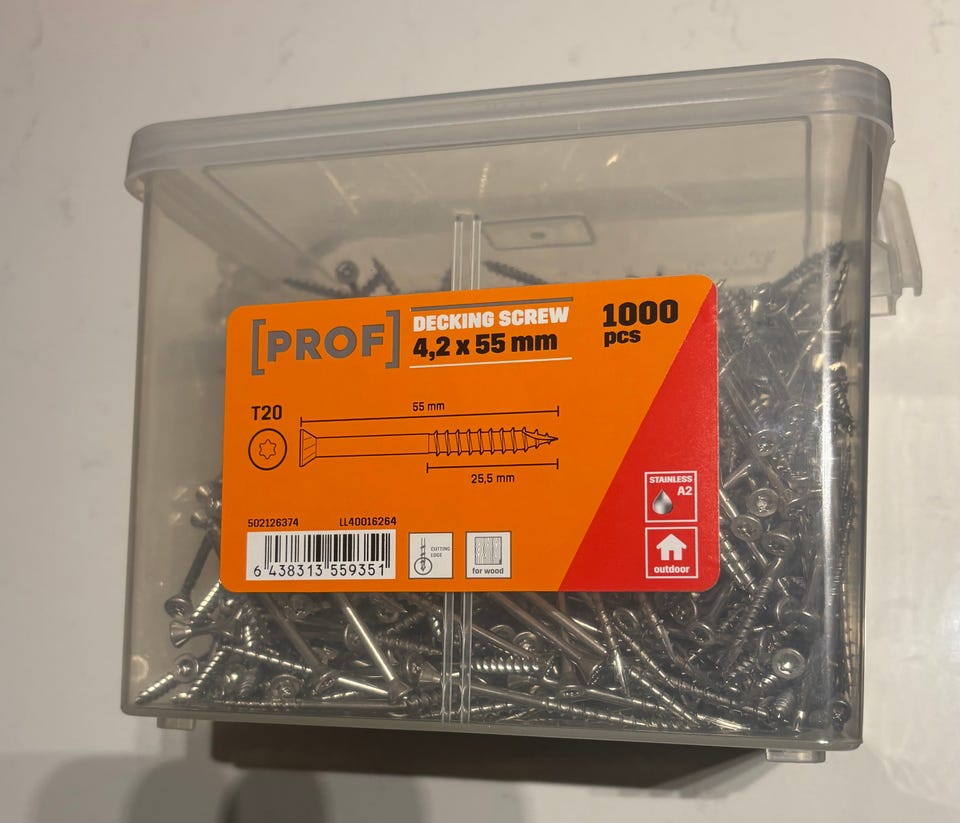 [PROF]
DECKING SCREW
4,2 x 55 mm
1000
pcs
T20
55 mm
25,5 mm
502126374 LL40016264
6 438313 559351
CUTTING
EDGE
for wood
STAINLESS
A2
outdoor